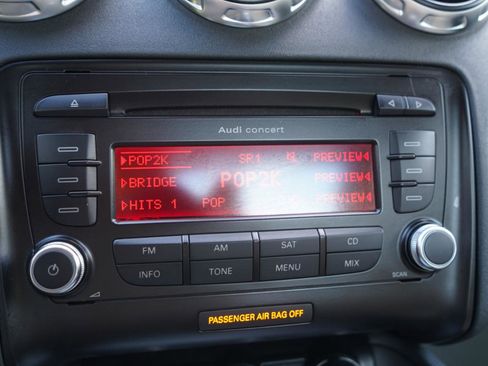 Audi concert
POP2K SR1 PREVIEW
BRIDGE POP2K PREVIEW
HITS 1 POP PREVIEW
FM AM SAT CD
INFO TONE MENU MIX
SCAN
PASSENGER AIR BAG OFF